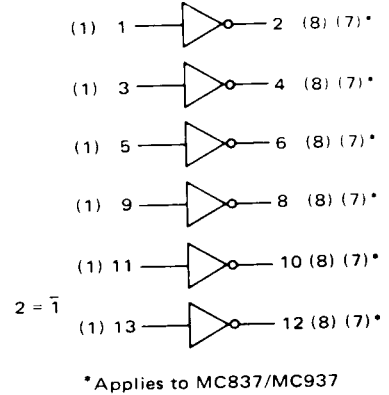 (1) 1 2 (8) (7)*
(1) 3 4 (8) (7)*
(1) 5 6 (8) (7)*
(1) 9 8 (8) (7)*
(1) 11 10 (8) (7)*
2 = 1̅
(1) 13 12 (8) (7)*
*Applies to MC837/MC937